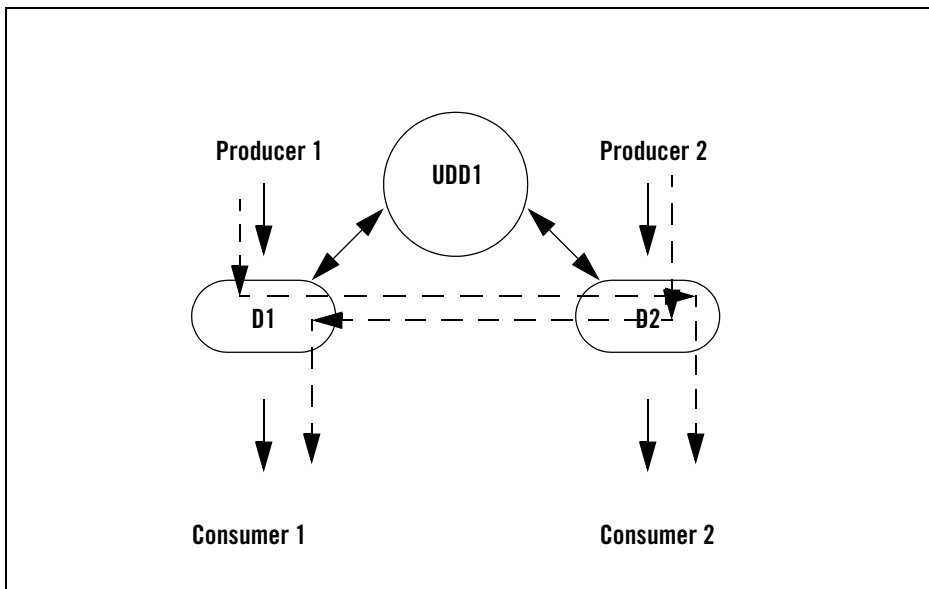 Producer 1
UDD1
Producer 2
D1
D2
Consumer 1
Consumer 2